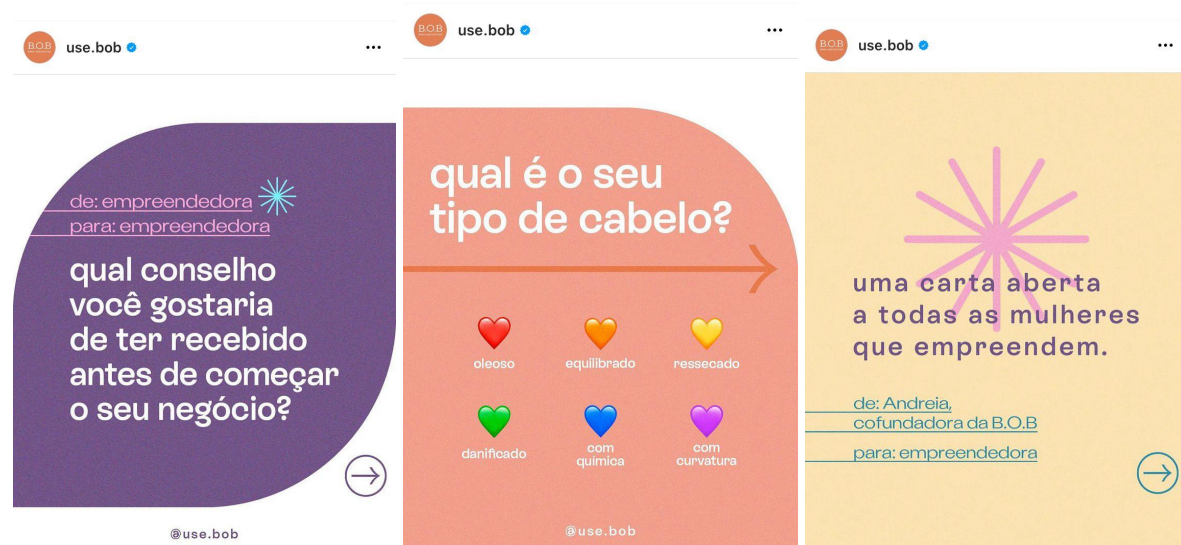 B.O.B
use.bob
de: empreendedora
para: empreendedora
qual conselho
você gostaria
de ter recebido
antes de começar
o seu negócio?
@use.bob
B.O.B
use.bob
qual é o seu
tipo de cabelo?
oleoso
equilibrado
ressecado
danificado
com
química
com
curvatura
@use.bob
B.O.B
use.bob
uma carta aberta
a todas as mulheres
que empreendem.
de: Andreia,
cofundadora da B.O.B
para: empreendedora